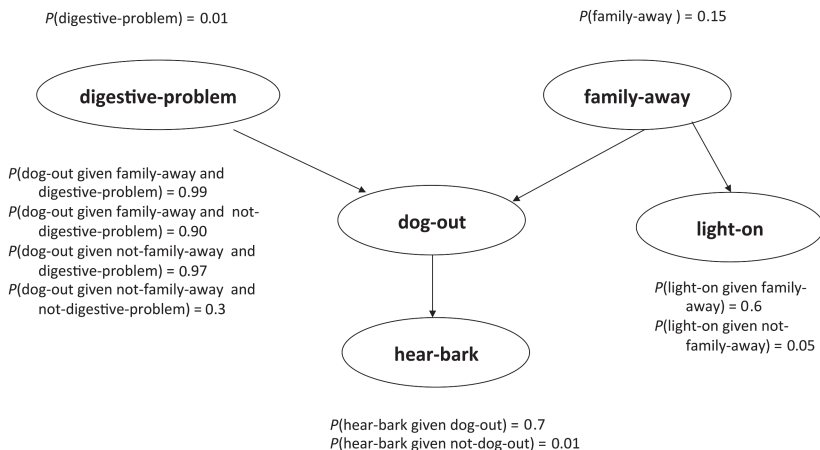 P(digestive-problem) = 0.01
P(family-away ) = 0.15
digestive-problem
family-away
P(dog-out given family-away and
digestive-problem) = 0.99
P(dog-out given family-away and not-
digestive-problem) = 0.90
P(dog-out given not-family-away and
digestive-problem) = 0.97
P(dog-out given not-family-away and
not-digestive-problem) = 0.3
dog-out
light-on
P(light-on given family-
away) = 0.6
P(light-on given not-
family-away) = 0.05
hear-bark
P(hear-bark given dog-out) = 0.7
P(hear-bark given not-dog-out) = 0.01